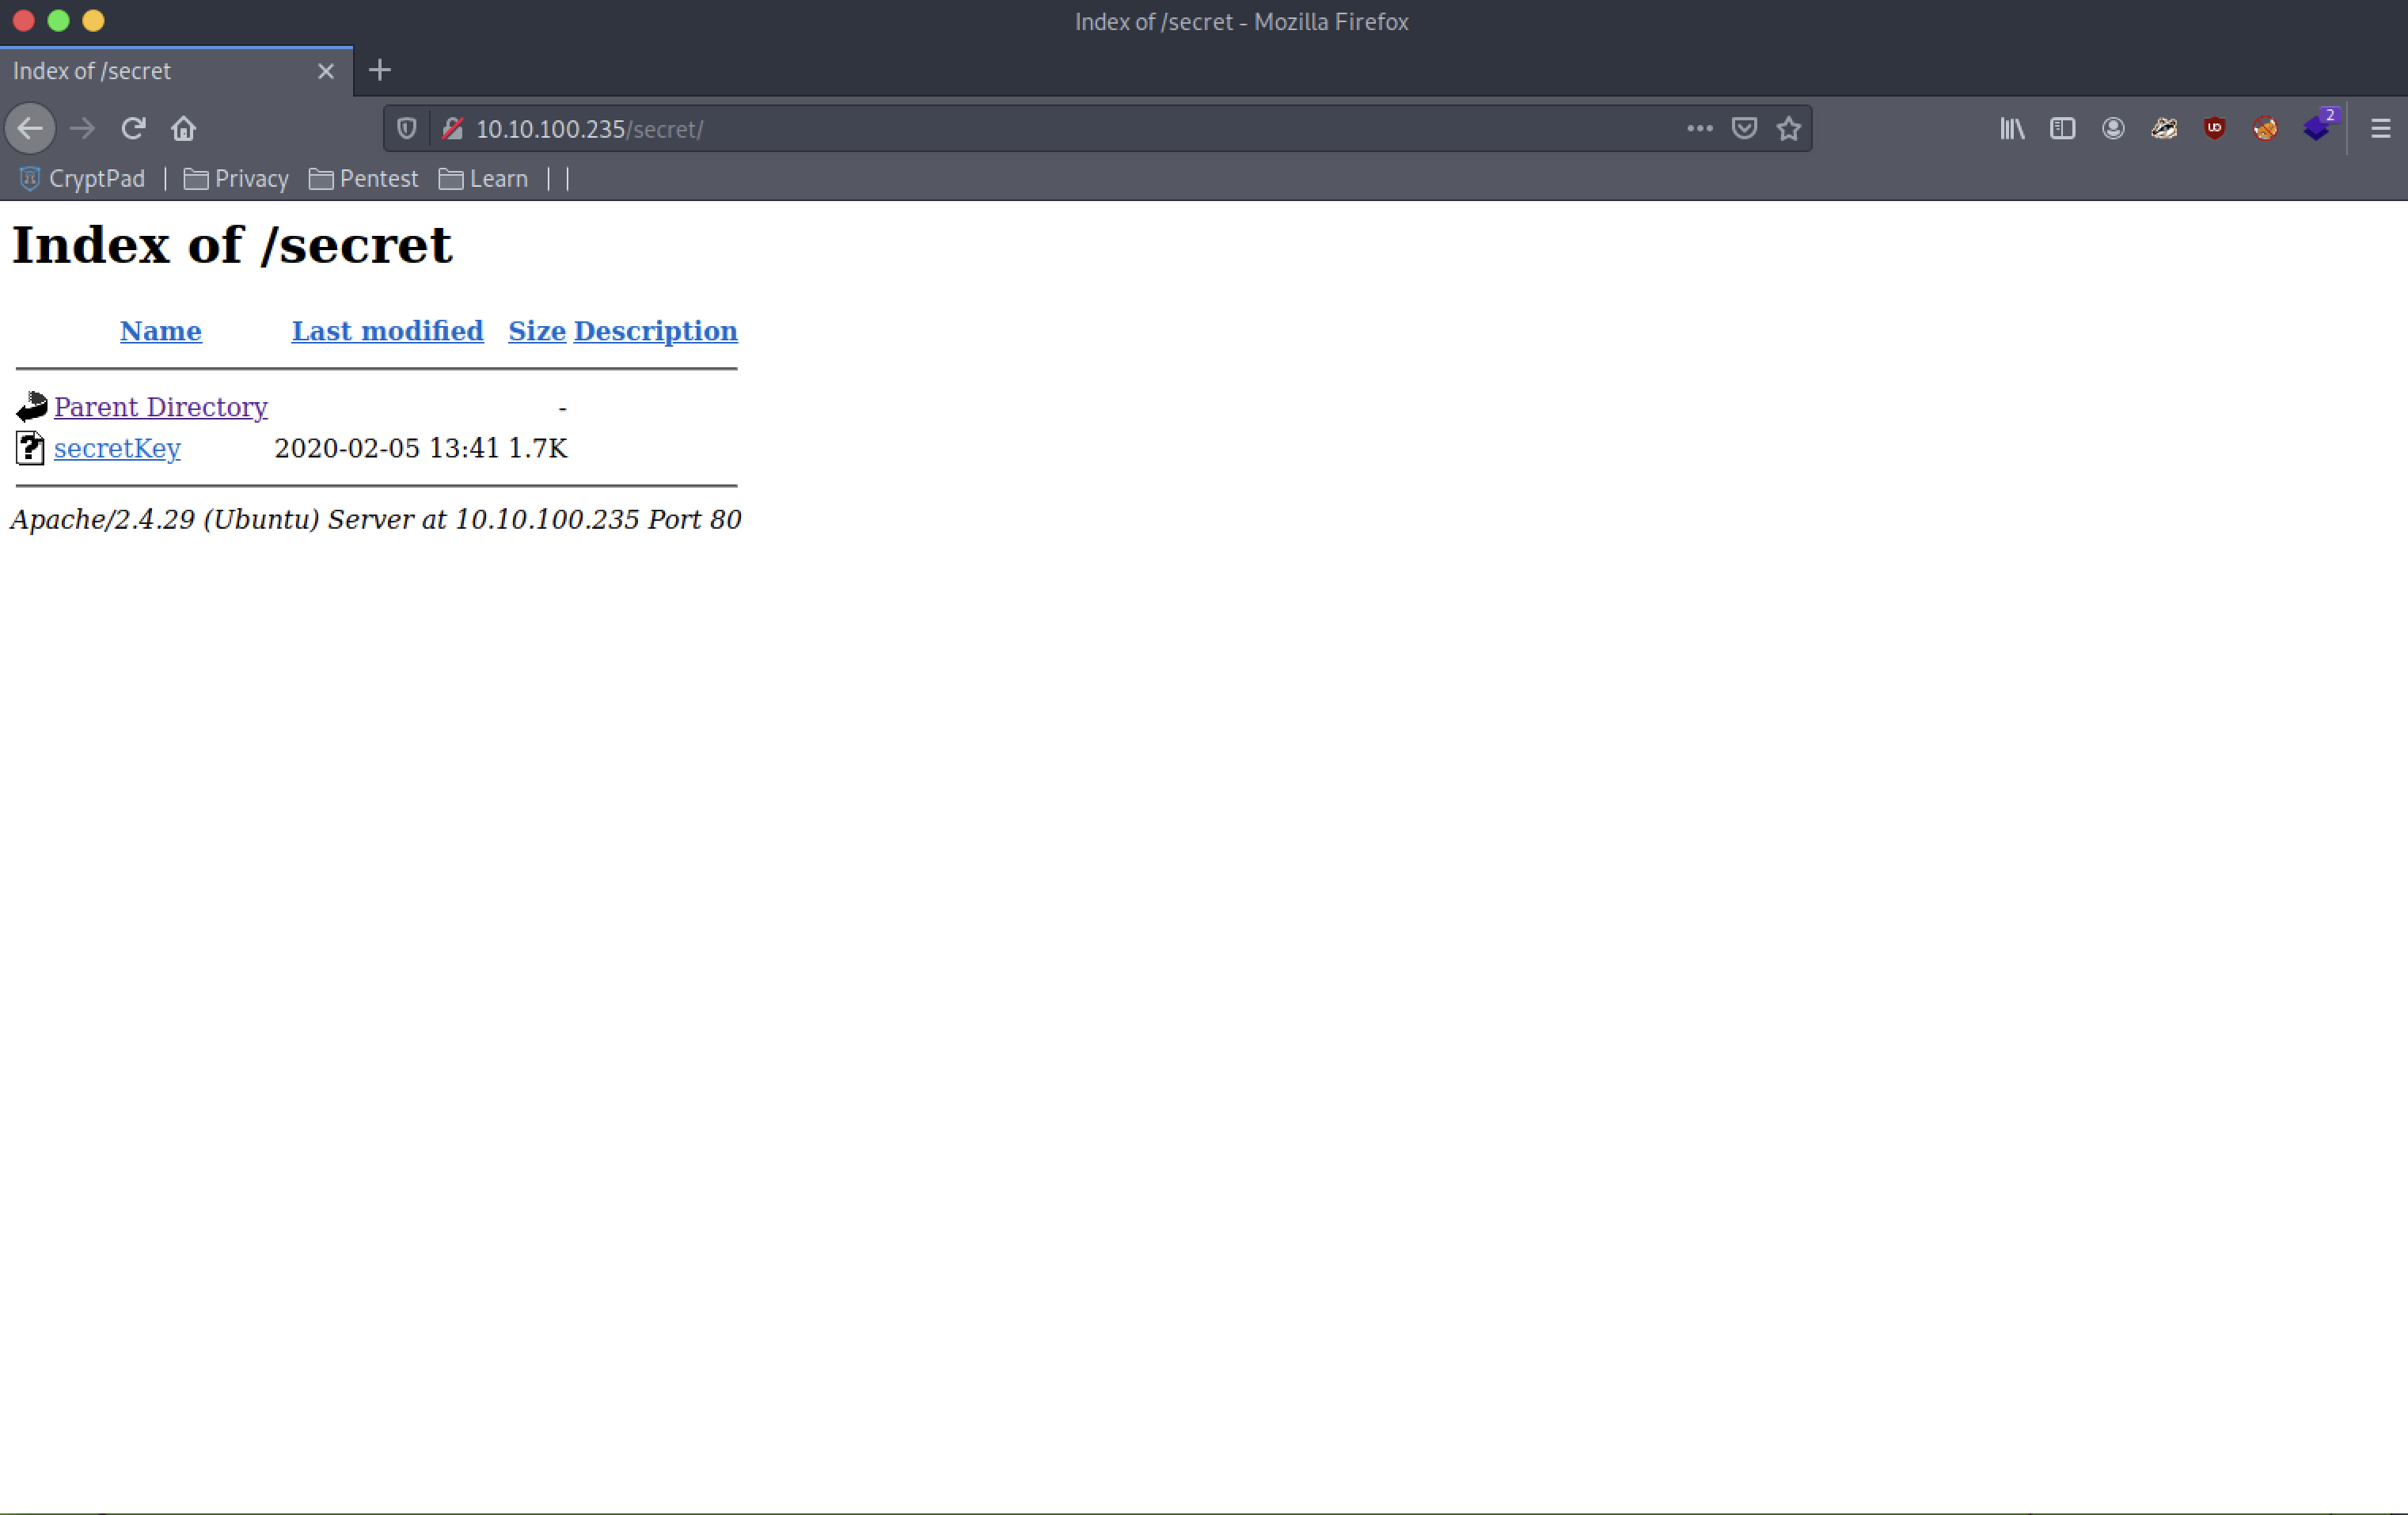 Index of /secret - Mozilla Firefox
Index of /secret
10.10.100.235/secret/
2
CryptPad Privacy Pentest Learn
Index of /secret
Name Last modified Size Description
Parent Directory -
secretKey 2020-02-05 13:41 1.7K
Apache/2.4.29 (Ubuntu) Server at 10.10.100.235 Port 80